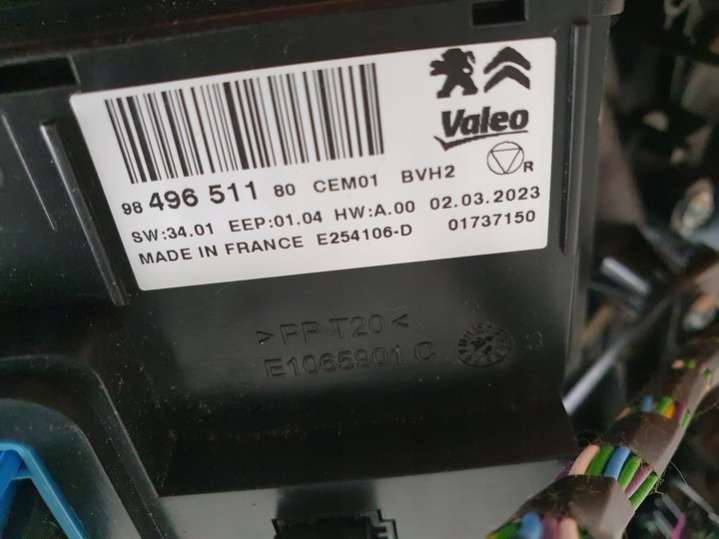 Valeo
98 496 511 80 CEM01 BVH2
R
SW:34.01 EEP:01.04 HW:A.00 02.03.2023
MADE IN FRANCE E254106-D 01737150
>PP-T20<
E1065901 C